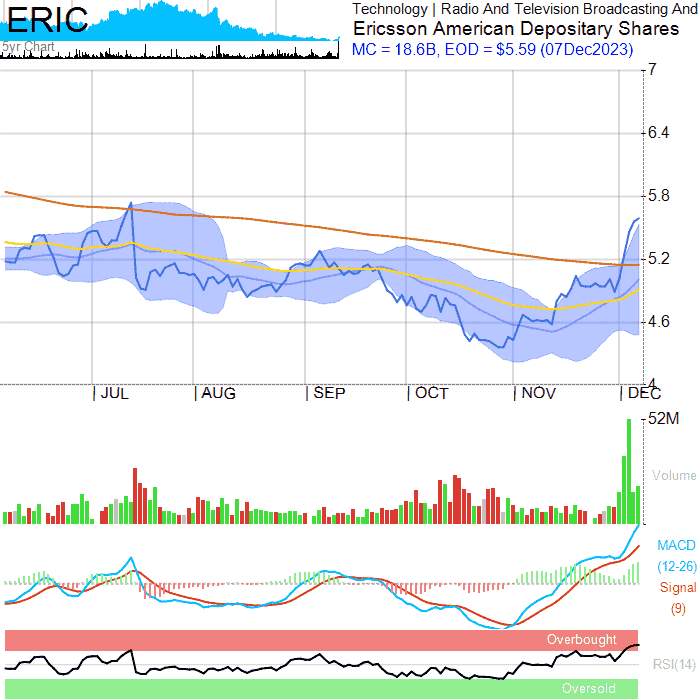 ERIC
5yr Chart
Technology | Radio And Television Broadcasting And
Ericsson American Depositary Shares
MC = 18.6B, EOD = $5.59 (07Dec2023)
7
6.4
5.8
5.2
4.6
4
JUL
AUG
SEP
OCT
NOV
DEC
52M
Volume
MACD
(12-26)
Signal
(9)
Overbought
RSI(14)
Oversold